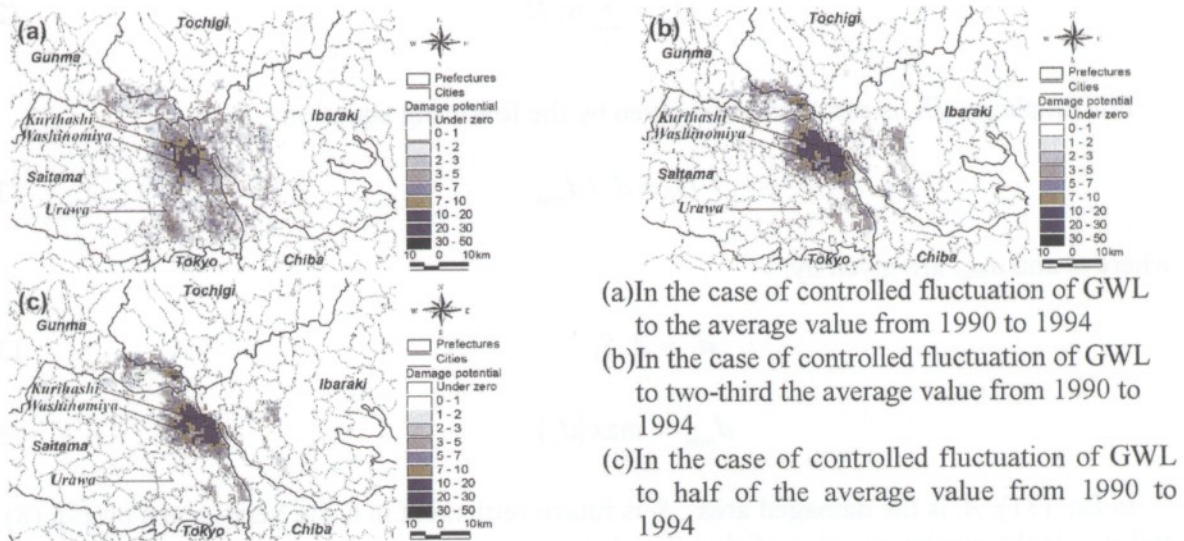 (a)
Tochigi
Gunma
Kurihashi
Washinomiya
Ibaraki
Saitama
Urawa
Tokyo
Chiba
Prefectures
Cities
Damage potential
Under zero
0 - 1
1 - 2
2 - 3
3 - 5
5 - 7
7 - 10
10 - 20
20 - 30
30 - 50
10 0 10km
(b)
Tochigi
Gunma
Kurihashi
Washinomiya
Ibaraki
Saitama
Urawa
Tokyo
Chiba
Prefectures
Cities
Damage potential
Under zero
0 - 1
1 - 2
2 - 3
3 - 5
5 - 7
7 - 10
10 - 20
20 - 30
30 - 50
10 0 10km
(c)
Tochigi
Gunma
Kurihashi
Washinomiya
Ibaraki
Saitama
Urawa
Tokyo
Chiba
Prefectures
Cities
Damage potential
Under zero
0 - 1
1 - 2
2 - 3
3 - 5
5 - 7
7 - 10
10 - 20
20 - 30
30 - 50
10 0 10km
(a)In the case of controlled fluctuation of GWL
to the average value from 1990 to 1994
(b)In the case of controlled fluctuation of GWL
to two-third the average value from 1990 to
1994
(c)In the case of controlled fluctuation of GWL
to half of the average value from 1990 to
1994